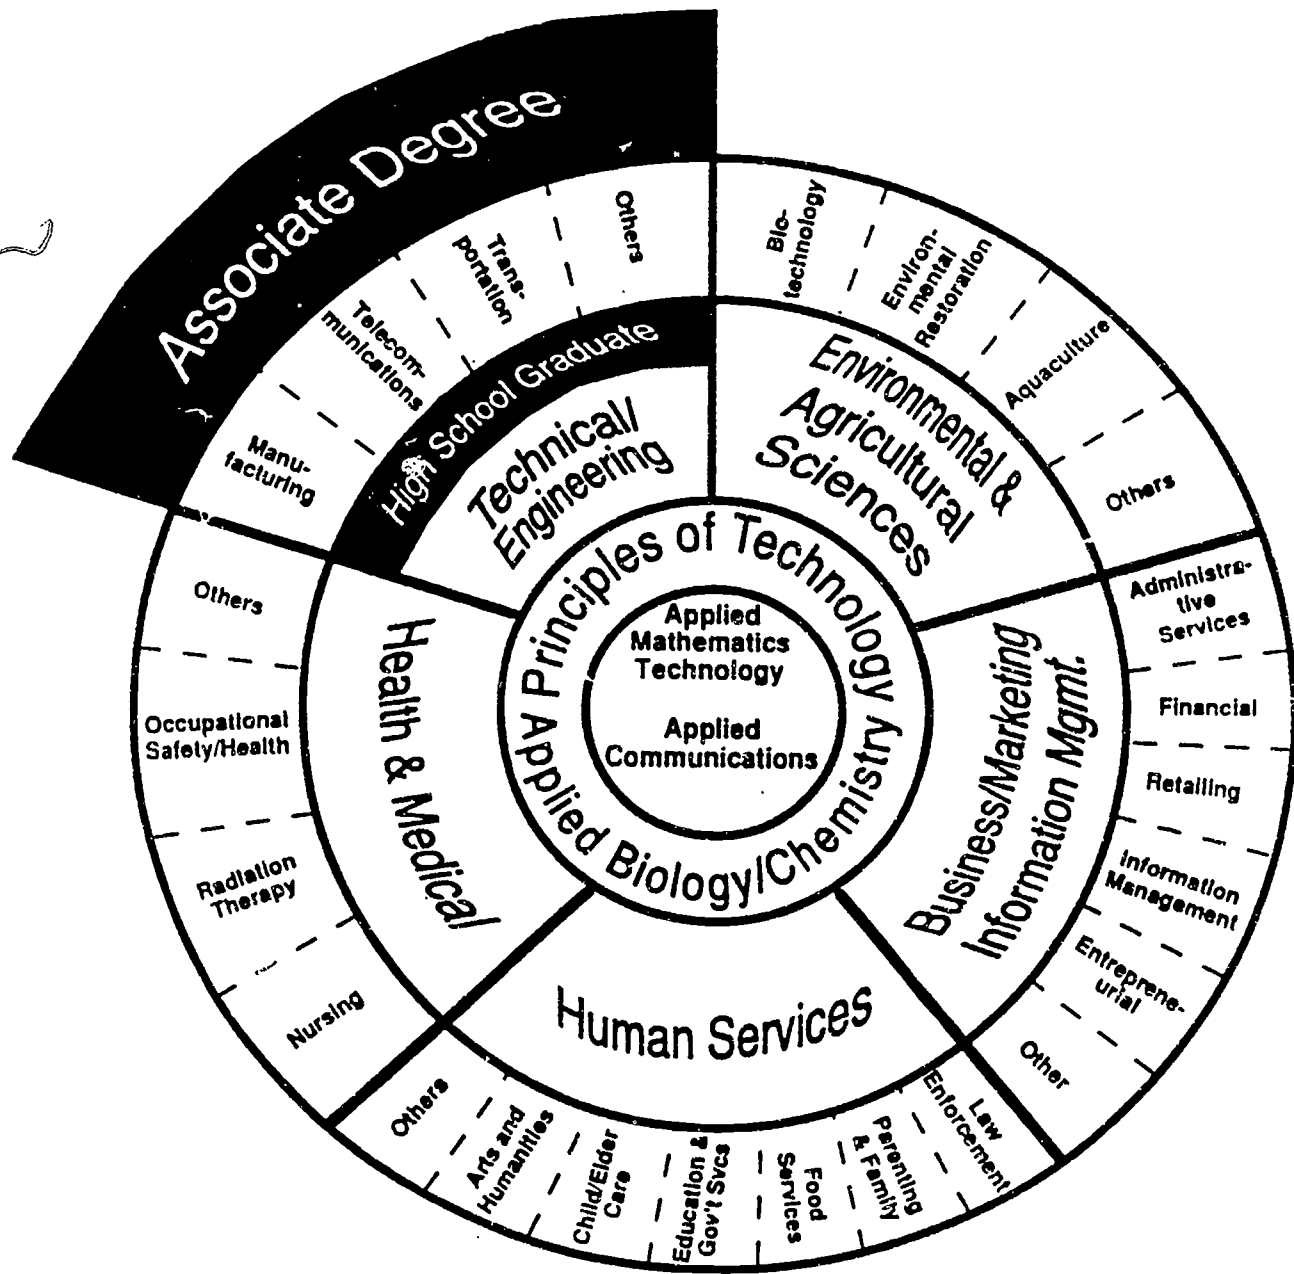 Associate Degree
Manu-
facturing
Telecom-
munications
Trans-
portation
Others
High School Graduate
Technical/
Engineering
Bio-
technology
Environ-
mental
Restoration
Aquaculture
Others
Environmental &
Agricultural
Sciences
Administra-
tive
Services
Financial
Retailing
Information
Management
Entreprene-
urial
Other
Business/Marketing
Information Mgmt.
Law
Enforcement
Parenting
& Family
Food
Services
Education &
Gov't Svcs
Child/Elder
Care
Arts and
Humanities
Others
Human Services
Nursing
Radiation
Therapy
Occupational
Safety/Health
Others
Health & Medical
Principles of Technology
Applied Biology/Chemistry
Applied
Mathematics
Technology
Applied
Communications